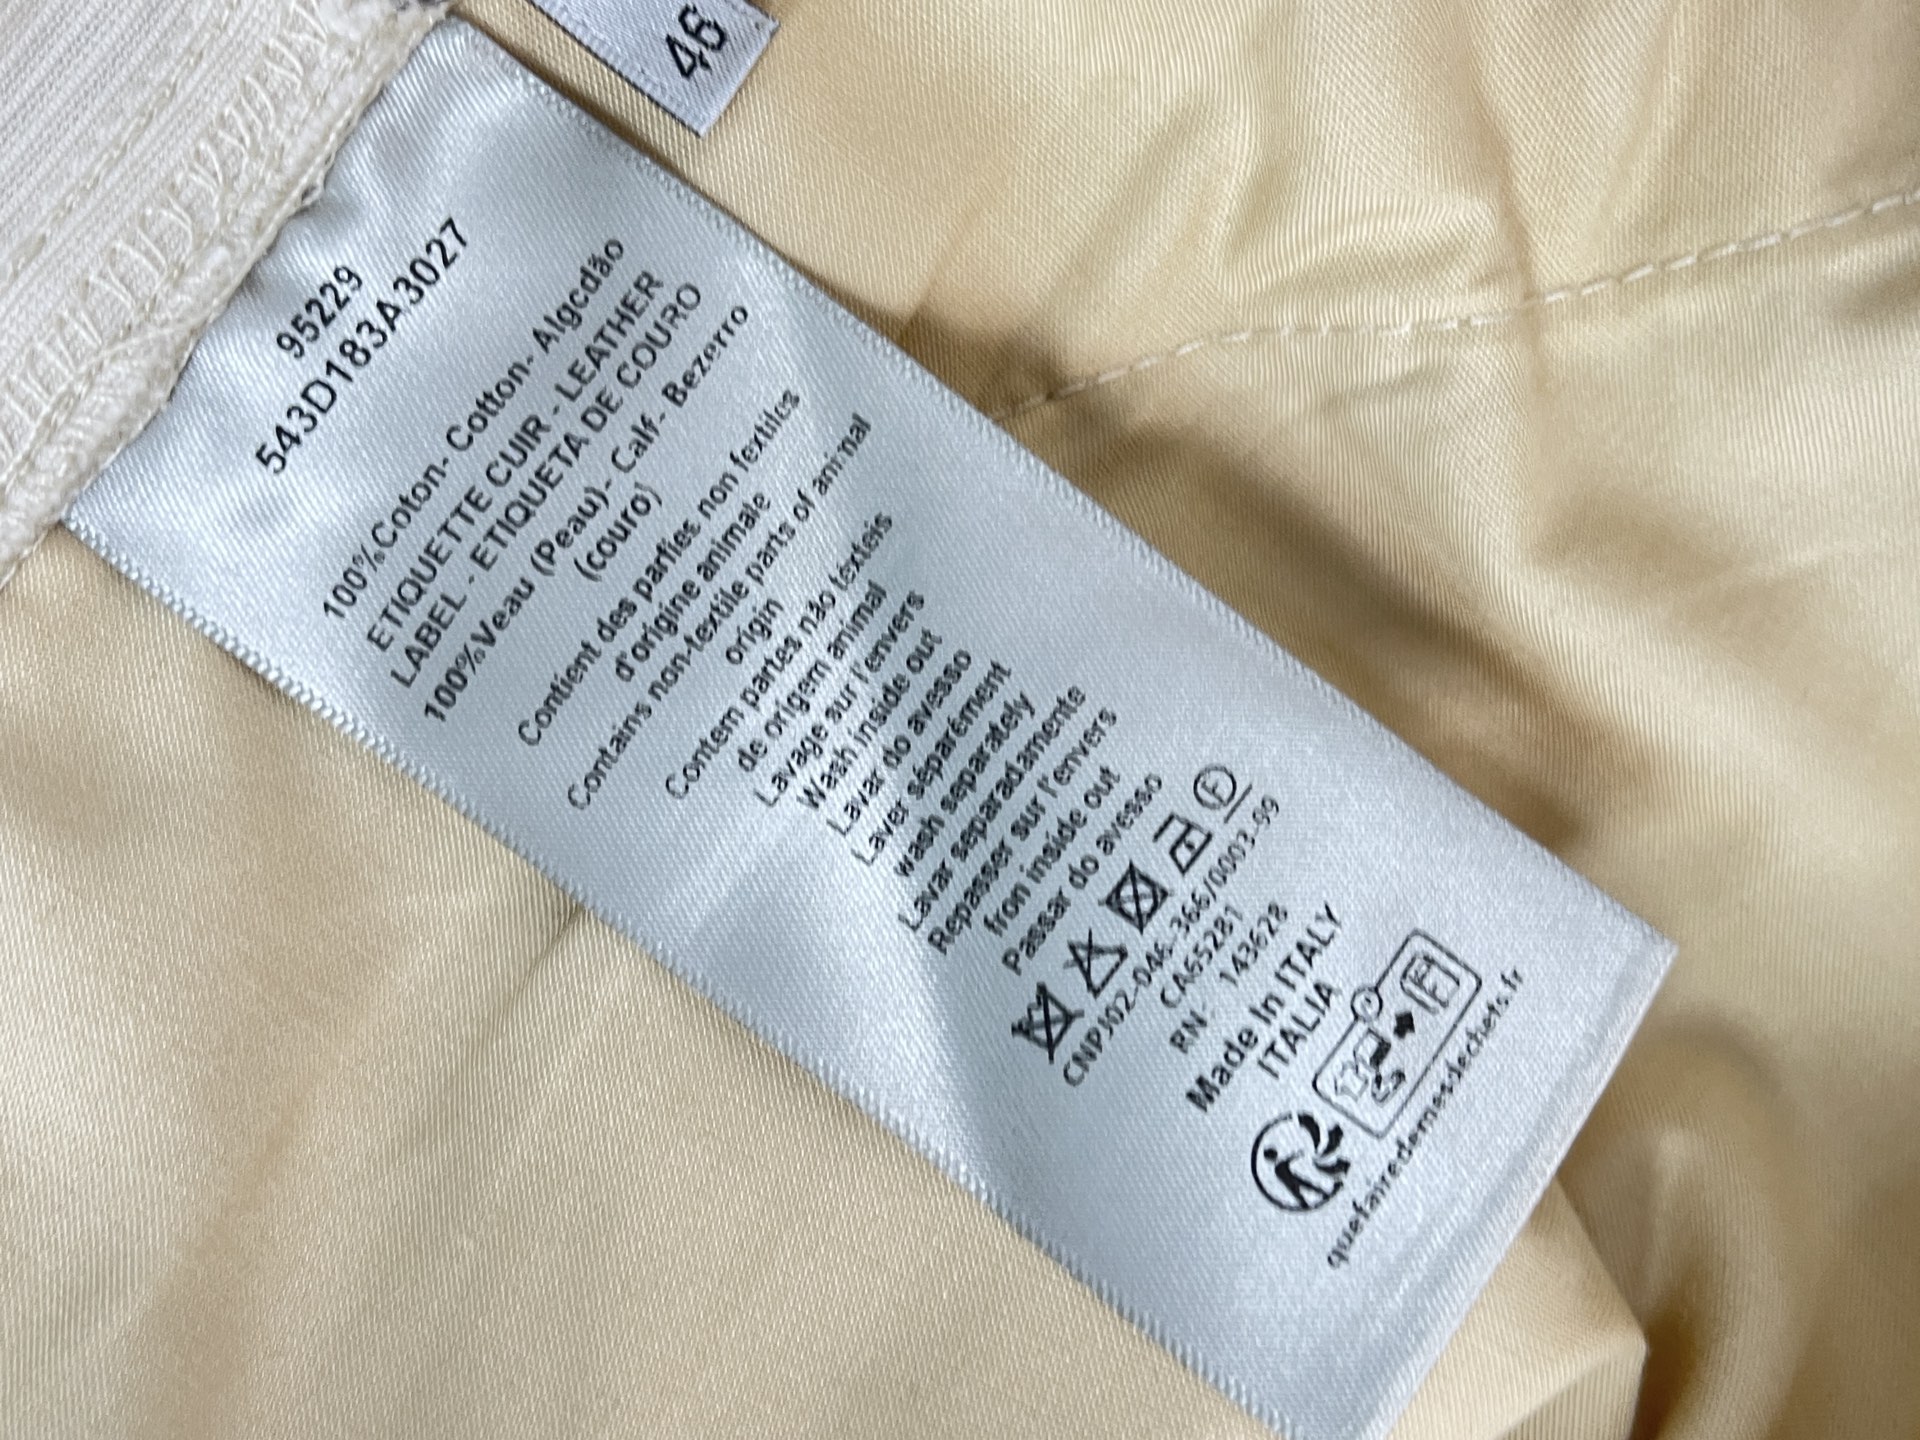 46
95229
543D183A3027
100%Coton- Cotton- Algodão
ETIQUETTE CUIR - LEATHER
LABEL - ETIQUETA DE COURO
100%Veau (Peau)- Calf- Bezerro
(couro)
Contient des parties non textiles
d'origine animale
Contains non-textile parts of animal
origin
Contem partes não texteis
de origem animal
Lavage sur l'envers
Wash inside out
Lavar do avesso
Laver séparément
wash separately
Lavar separadamente
Repasser sur l'envers
fron inside out
Passar do avesso
F
CNPJ02-046-366/0003-99
CA65281
RN- 143628
Made In ITALY
ITALIA
quefairedemesdechets.fr